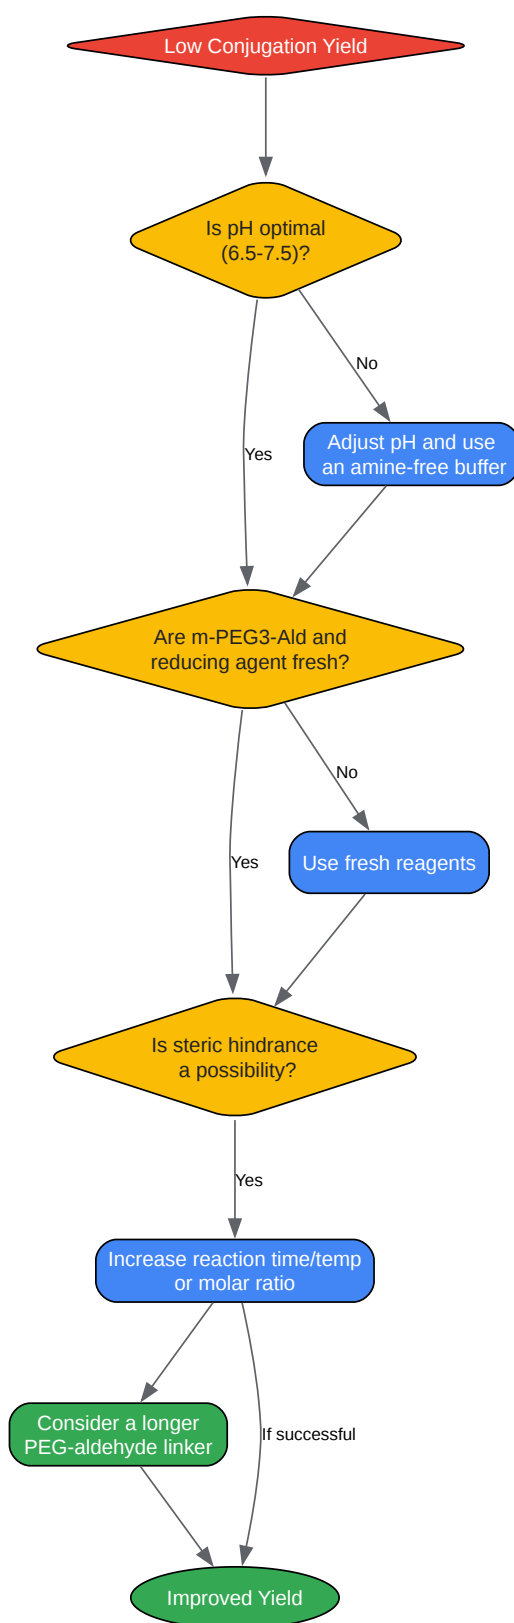 Low Conjugation Yield
Is pH optimal
(6.5-7.5)?
No
Yes
Adjust pH and use
an amine-free buffer
Are m-PEG3-Ald and
reducing agent fresh?
No
Yes
Use fresh reagents
Is steric hindrance
a possibility?
Yes
Increase reaction time/temp
or molar ratio
Consider a longer
PEG-aldehyde linker
If successful
Improved Yield